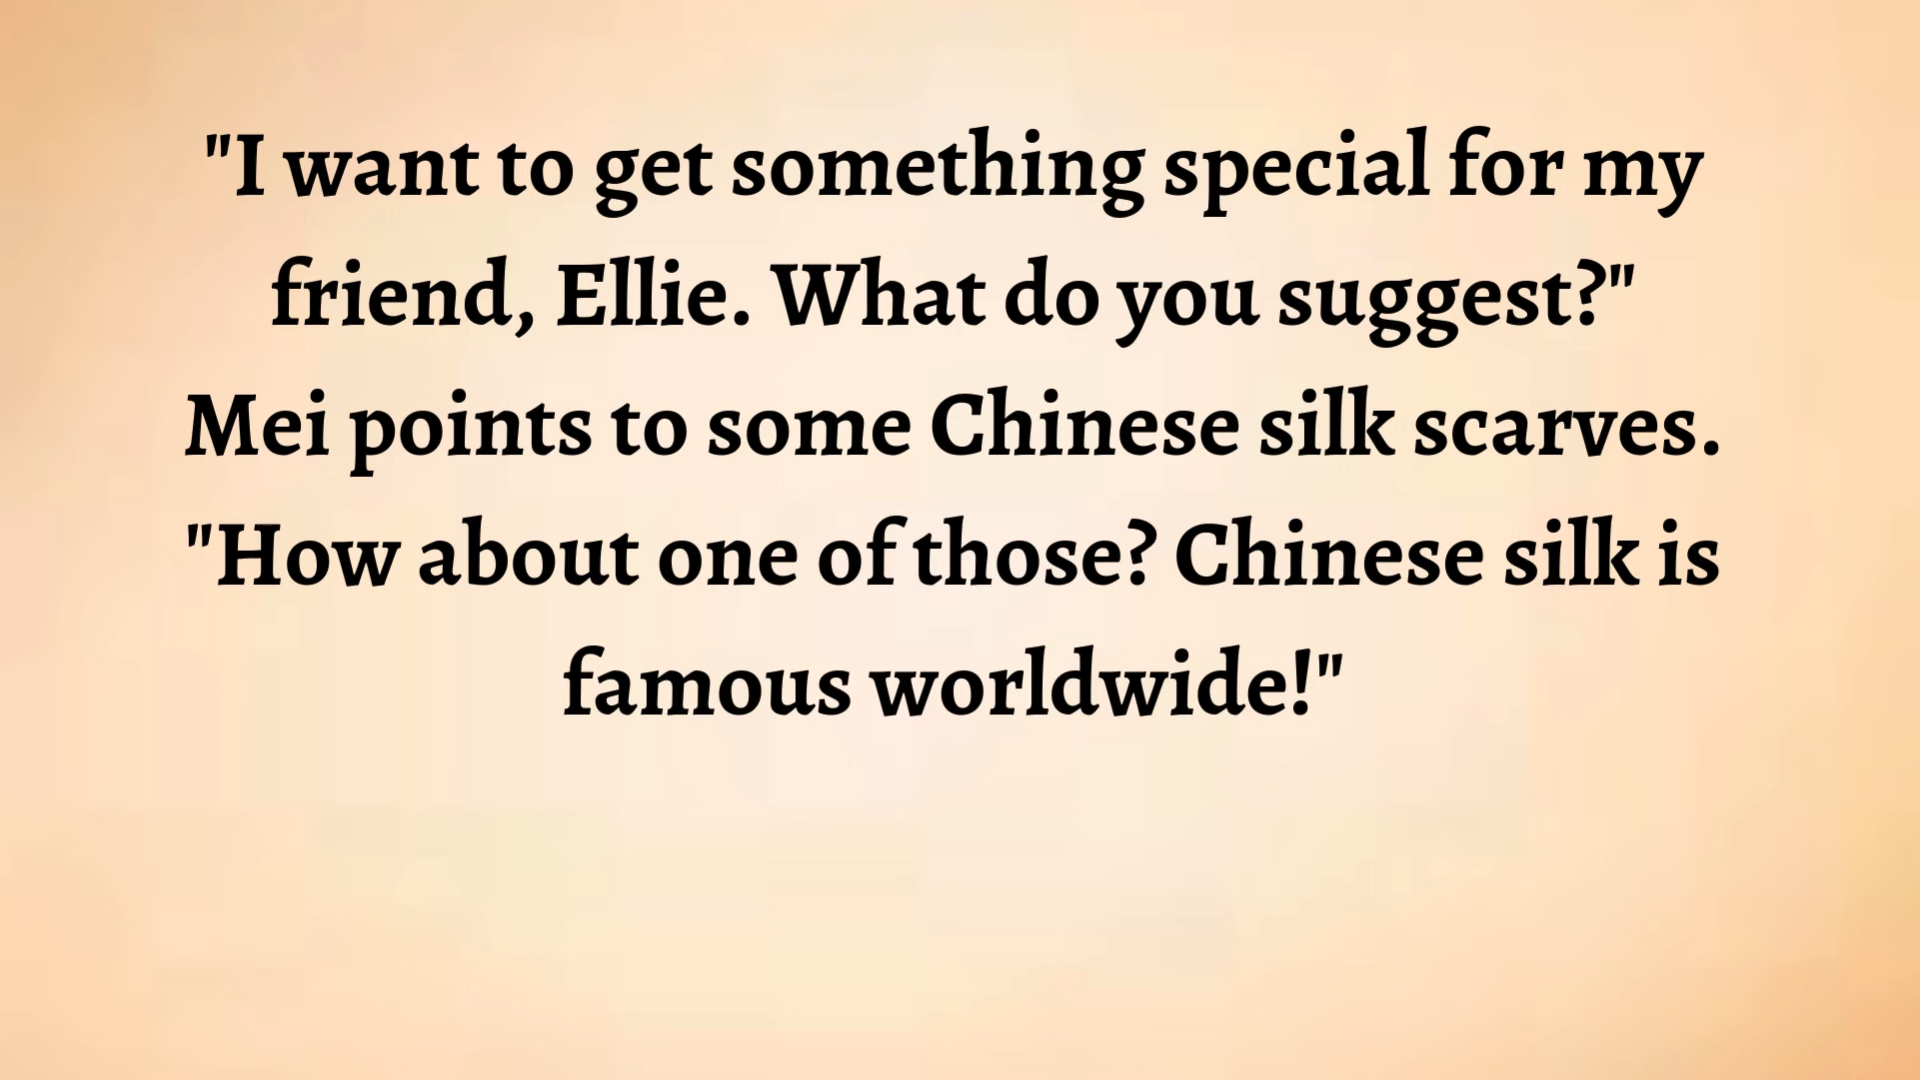 "I want to get something special for my
friend, Ellie. What do you suggest?"
Mei points to some Chinese silk scarves.
"How about one of those? Chinese silk is
famous worldwide!"